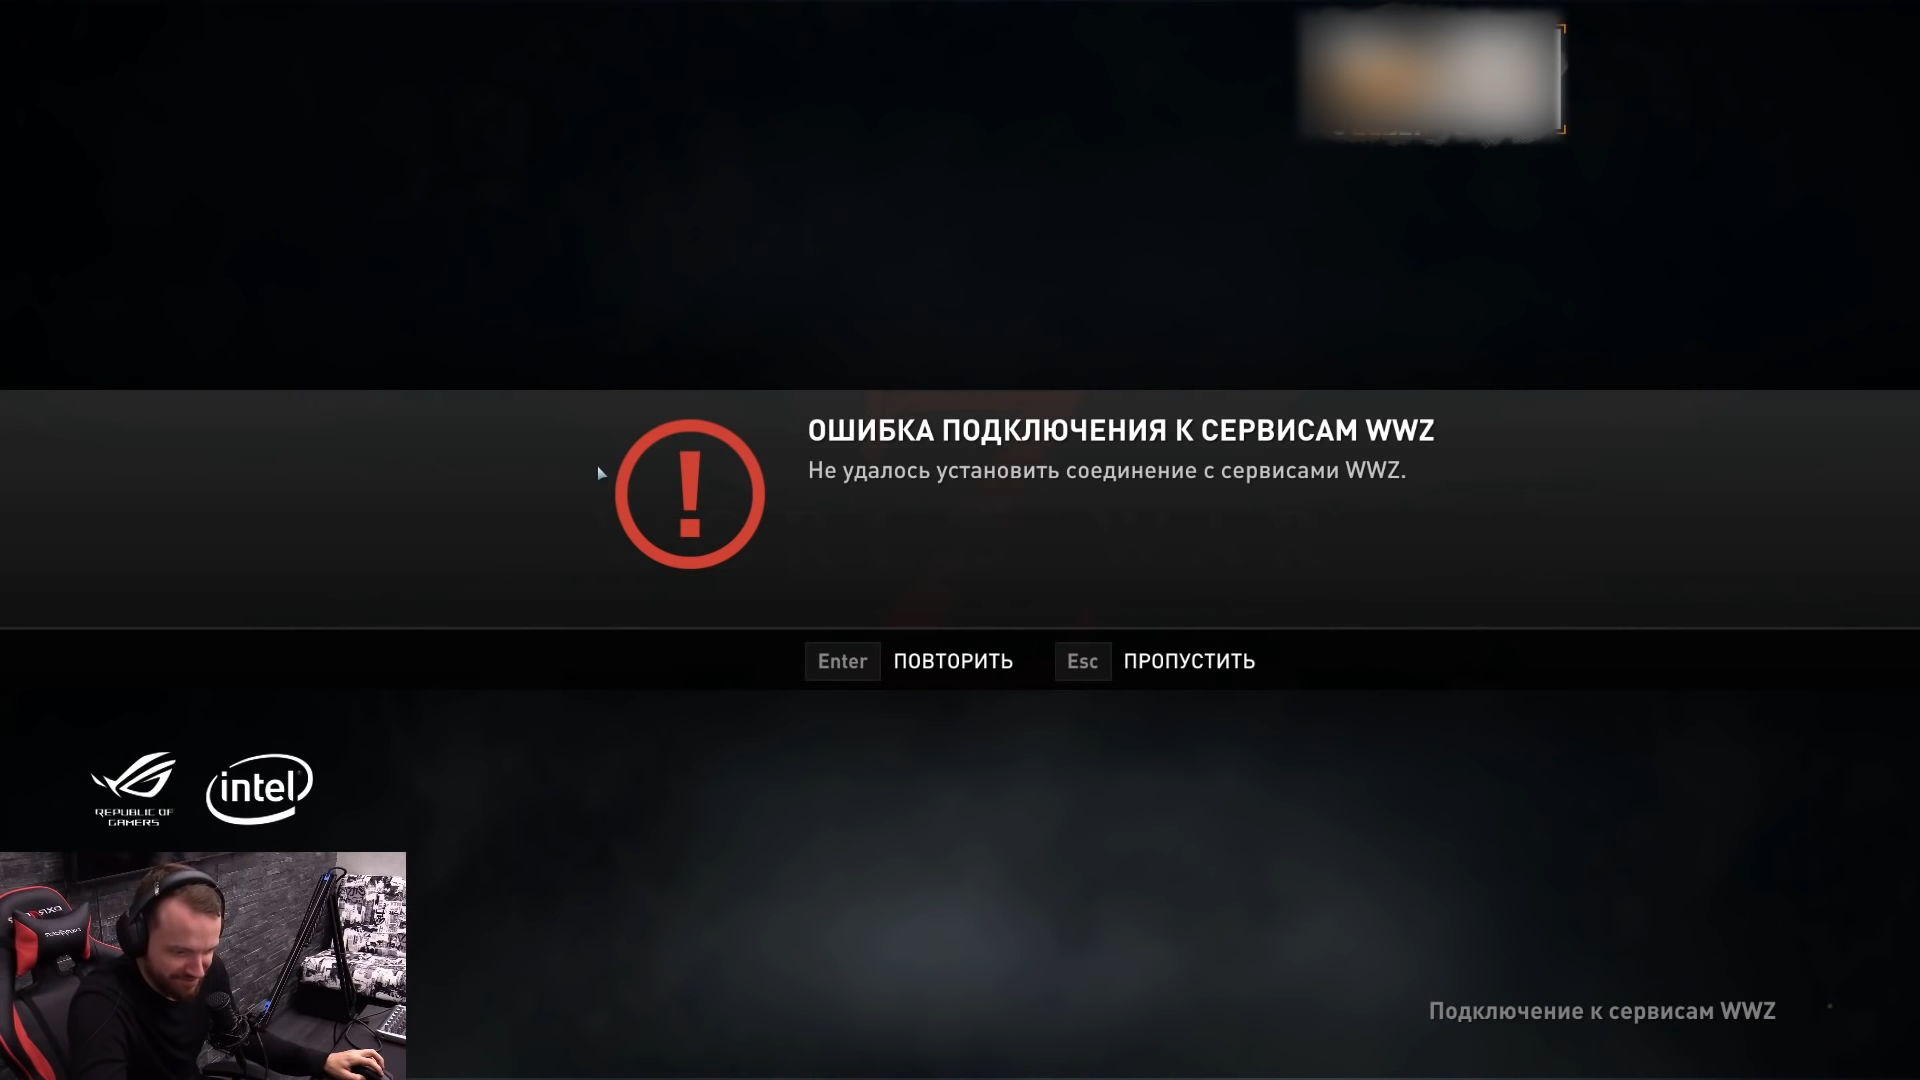 ОШИБКА ПОДКЛЮЧЕНИЯ К СЕРВИСАМ WWZ
Не удалось установить соединение с сервисами WWZ.
Enter ПОВТОРИТЬ Esc ПРОПУСТИТЬ
REPUBLIC OF
GAMERS
intel
Подключение к сервисам WWZ